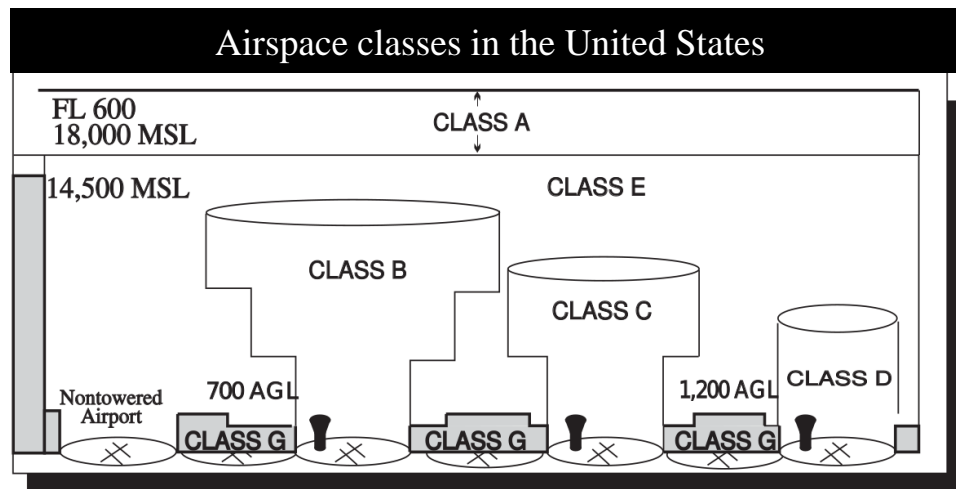 Airspace classes in the United States
FL 600
18,000 MSL
CLASS A
14,500 MSL
CLASS E
CLASS B
CLASS C
CLASS D
700 AGL
1,200 AGL
Nontowered
Airport
CLASS G
CLASS G
CLASS G